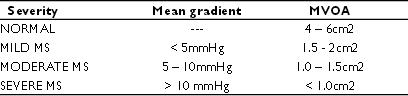 Severity Mean gradient MVOA
NORMAL --- 4 – 6cm2
MILD MS < 5mmHg 1.5 - 2cm2
MODERATE MS 5 – 10mmHg 1.0 – 1.5cm2
SEVERE MS > 10 mmHg < 1.0cm2